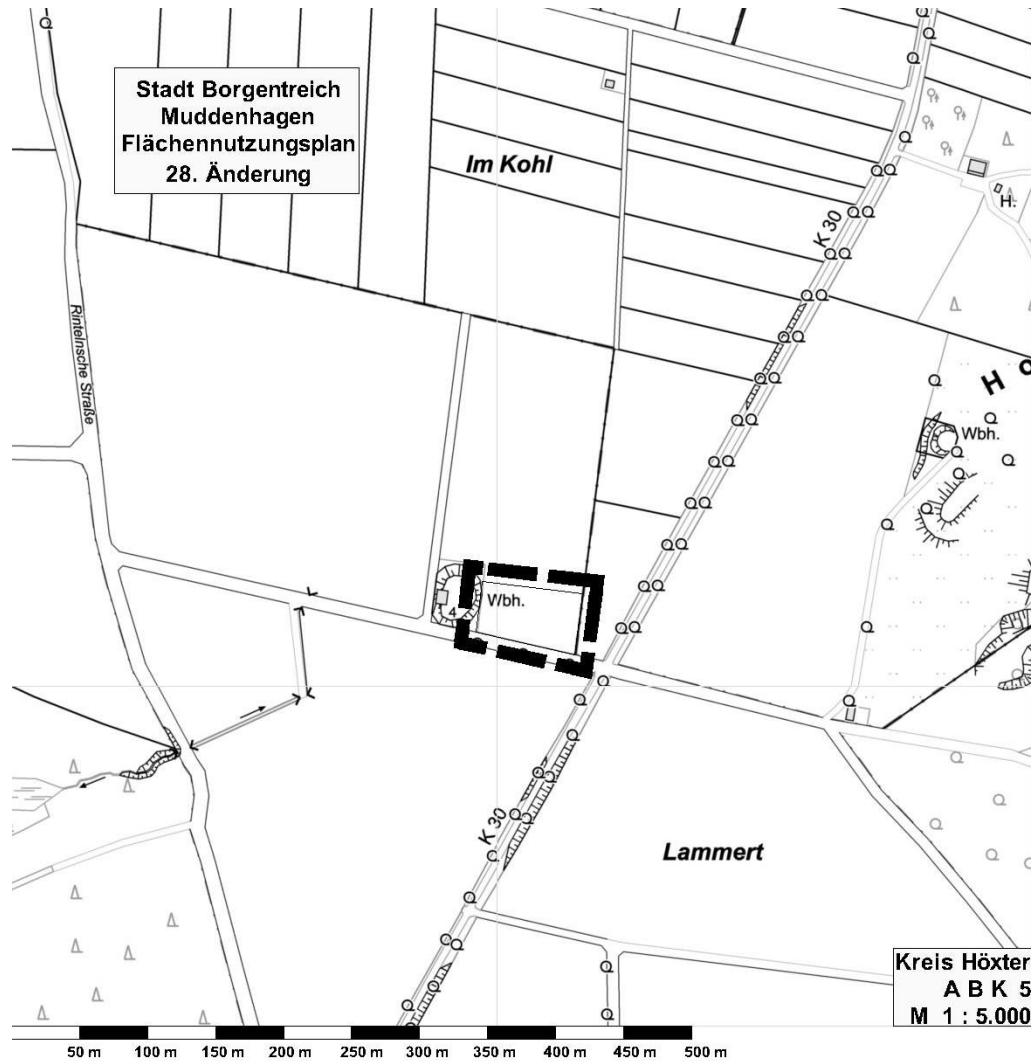 Stadt Borgentreich
Muddenhagen
Flächennutzungsplan
28. Änderung
Im Kohl
K 30
H.
Rintelnsche Straße
H o
Wbh.
Wbh.
4
K 30
Lammert
Kreis Höxter
A B K 5
M 1 : 5.000
50 m 100 m 150 m 200 m 250 m 300 m 350 m 400 m 450 m 500 m